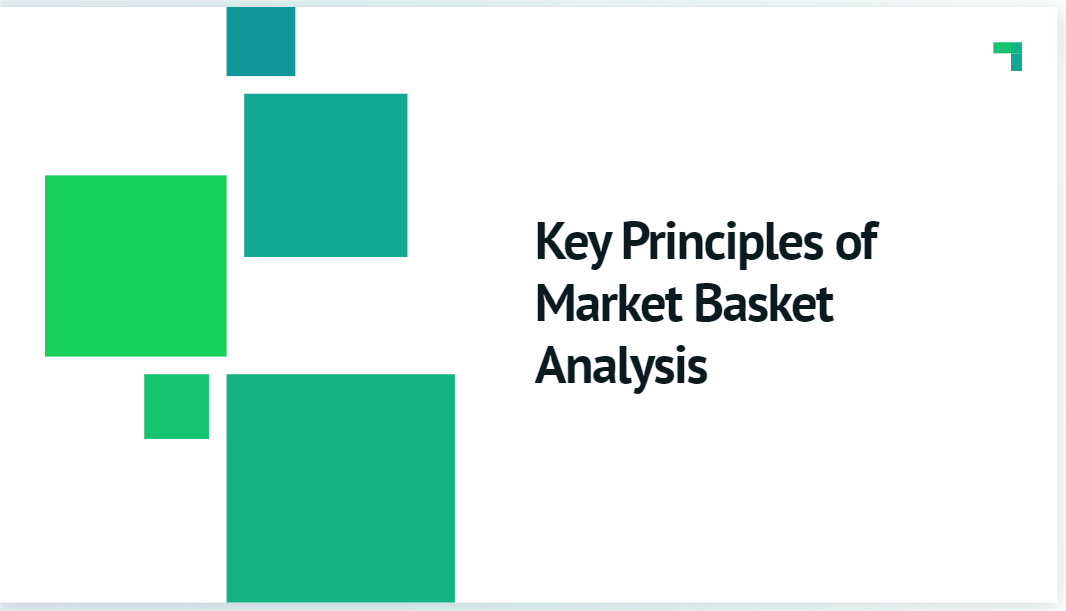 Key Principles of
Market Basket
Analysis